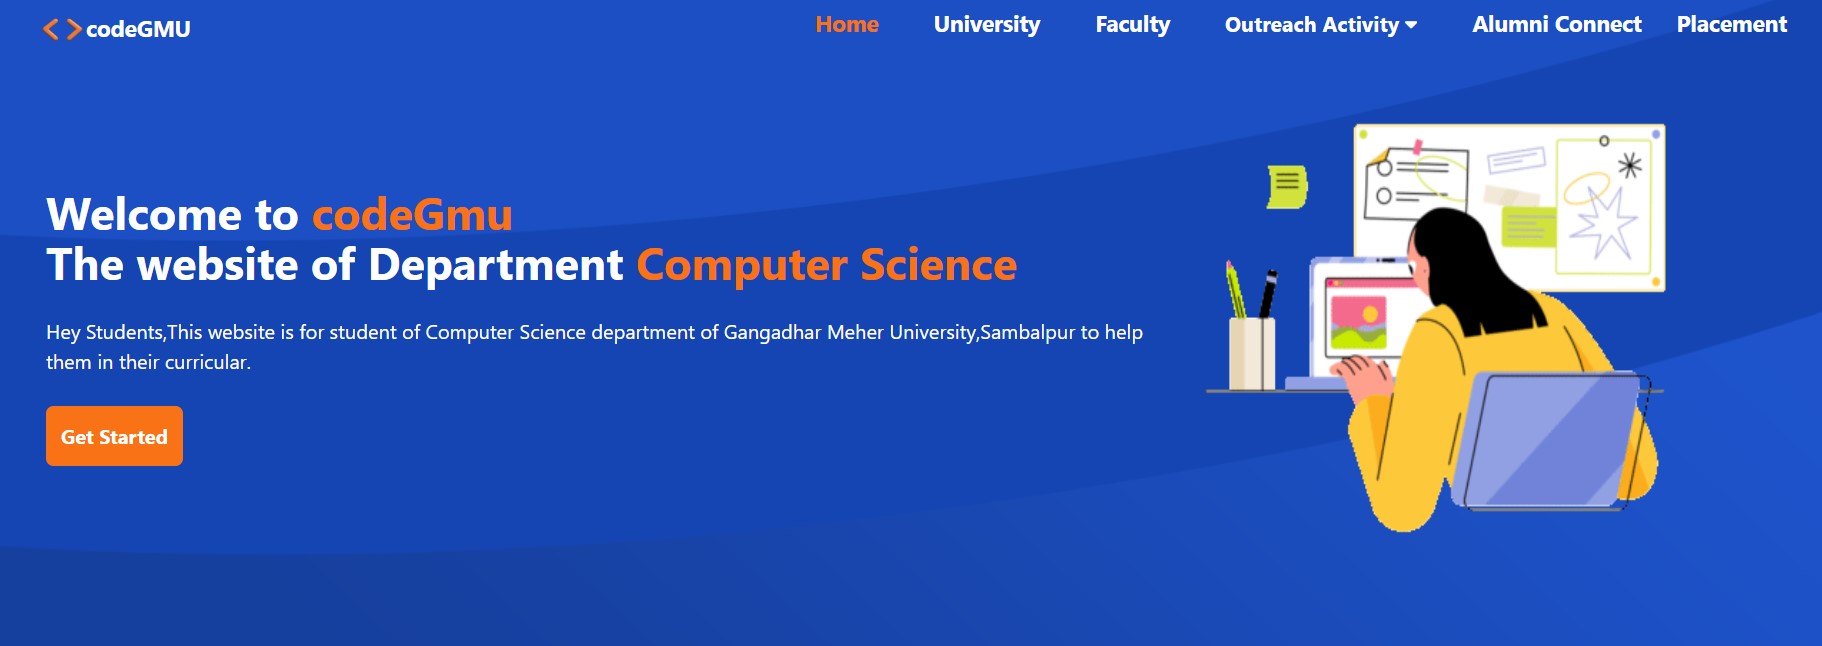 codeGMU
Home University Faculty Outreach Activity Alumni Connect Placement
Welcome to codeGmu
The website of Department Computer Science
Hey Students,This website is for student of Computer Science department of Gangadhar Meher University,Sambalpur to help
them in their curricular.
Get Started